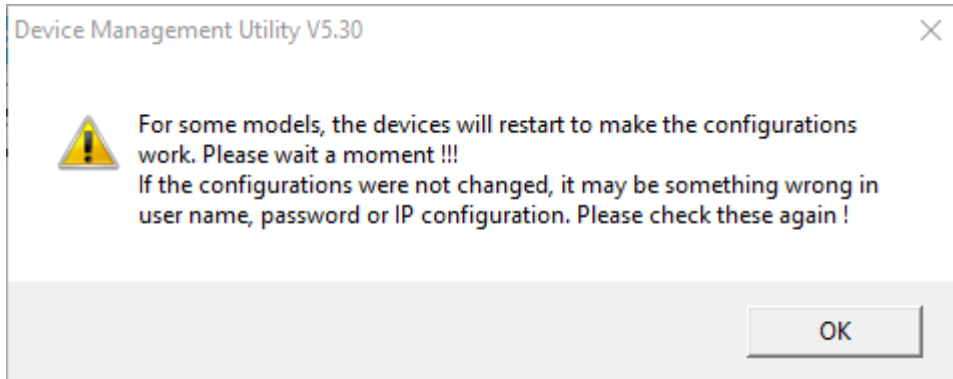 Device Management Utility V5.30
For some models, the devices will restart to make the configurations
work. Please wait a moment !!!
If the configurations were not changed, it may be something wrong in
user name, password or IP configuration. Please check these again !
OK